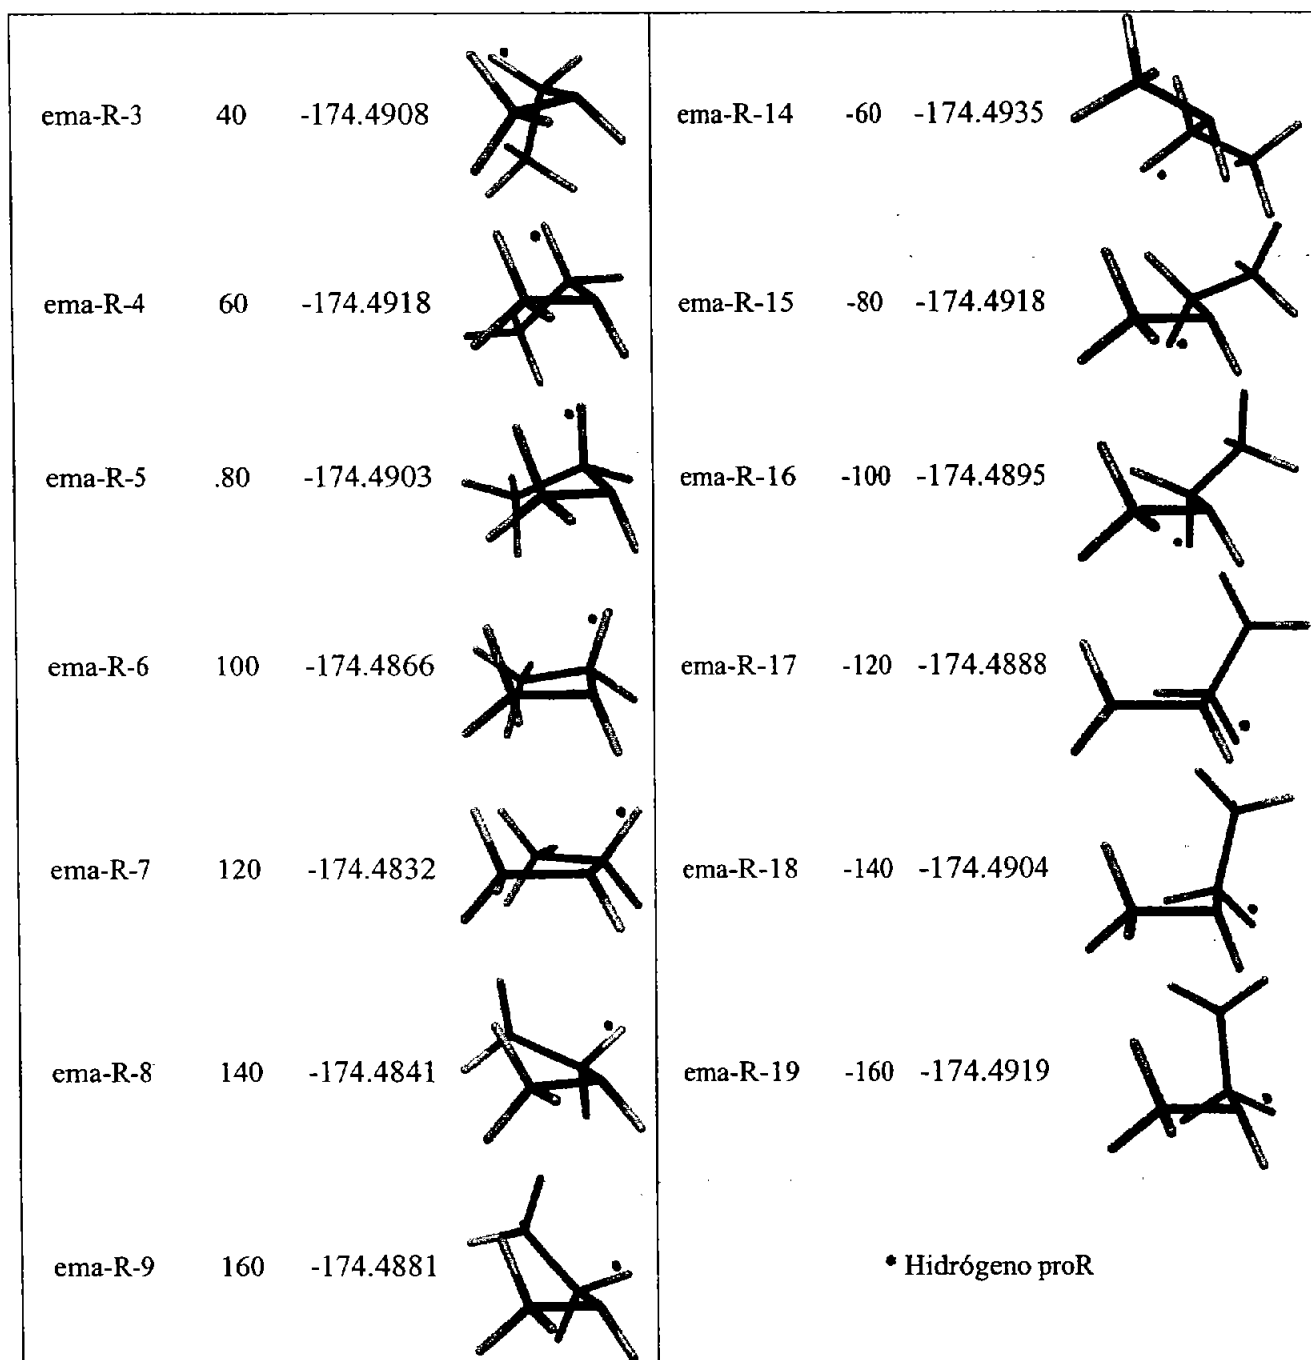 ema-R-3 40 -174.4908
ema-R-4 60 -174.4918
ema-R-5 .80 -174.4903
ema-R-6 100 -174.4866
ema-R-7 120 -174.4832
ema-R-8 140 -174.4841
ema-R-9 160 -174.4881
ema-R-14 -60 -174.4935
ema-R-15 -80 -174.4918
ema-R-16 -100 -174.4895
ema-R-17 -120 -174.4888
ema-R-18 -140 -174.4904
ema-R-19 -160 -174.4919
• Hidrógeno proR